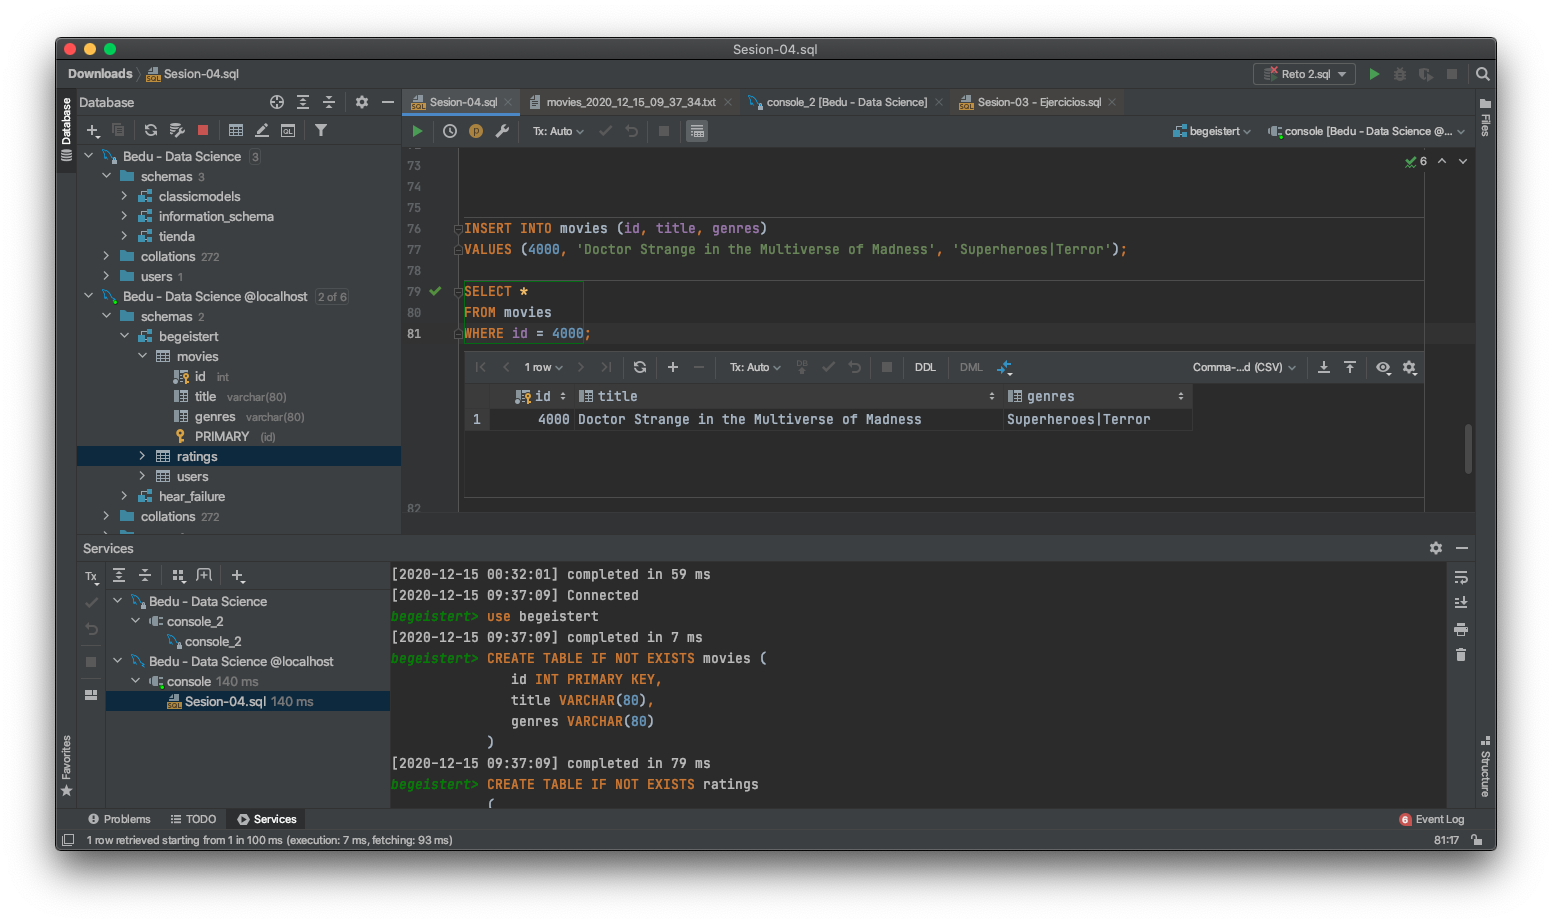 Sesion-04.sql
Downloads Sesion-04.sql
Reto 2.sql
Database
Database
Sesion-04.sql
movies_2020_12_15_09_37_34.txt
console_2 [Bedu - Data Science]
Sesion-03 - Ejercicios.sql
Files
Tx: Auto
begeistert
console [Bedu - Data Science @...
Bedu - Data Science 3
schemas 3
classicmodels
information_schema
tienda
collations 272
users 1
Bedu - Data Science @localhost 2 of 6
schemas 2
begeistert
movies
id int
title varchar(80)
genres varchar(80)
PRIMARY (id)
ratings
users
hear_failure
collations 272
6
73
74
75
76 INSERT INTO movies (id, title, genres)
77 VALUES (4000, 'Doctor Strange in the Multiverse of Madness', 'Superheroes|Terror');
78
79 SELECT *
80 FROM movies
81 WHERE id = 4000;
1 row
Tx: Auto
DB
DDL
DML
Comma-...d (CSV)
id title genres
1 4000 Doctor Strange in the Multiverse of Madness Superheroes|Terror
82
Services
Tx
Bedu - Data Science
console_2
console_2
Bedu - Data Science @localhost
console 140 ms
Sesion-04.sql 140 ms
[2020-12-15 00:32:01] completed in 59 ms
[2020-12-15 09:37:09] Connected
begeistert> use begeistert
[2020-12-15 09:37:09] completed in 7 ms
begeistert> CREATE TABLE IF NOT EXISTS movies (
id INT PRIMARY KEY,
title VARCHAR(80),
genres VARCHAR(80)
)
[2020-12-15 09:37:09] completed in 79 ms
begeistert> CREATE TABLE IF NOT EXISTS ratings
(
Favorites
Structure
Problems
TODO
Services
6 Event Log
1 row retrieved starting from 1 in 100 ms (execution: 7 ms, fetching: 93 ms)
81:17